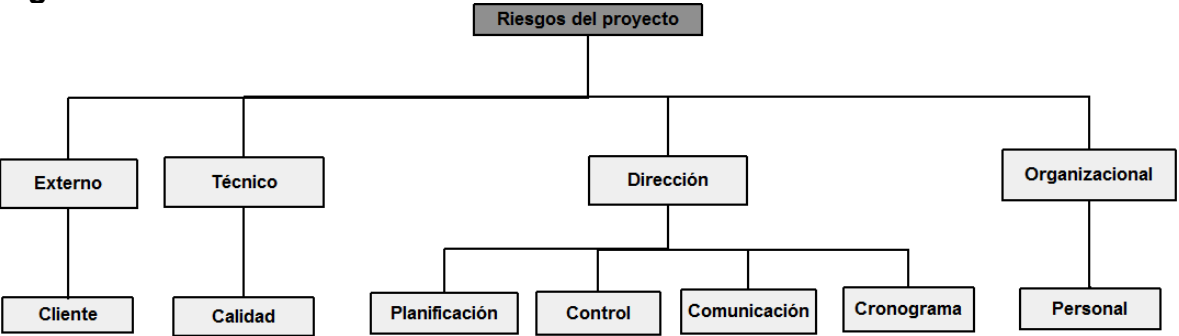 Riesgos del proyecto
Externo
Técnico
Dirección
Organizacional
Cliente
Calidad
Planificación
Control
Comunicación
Cronograma
Personal